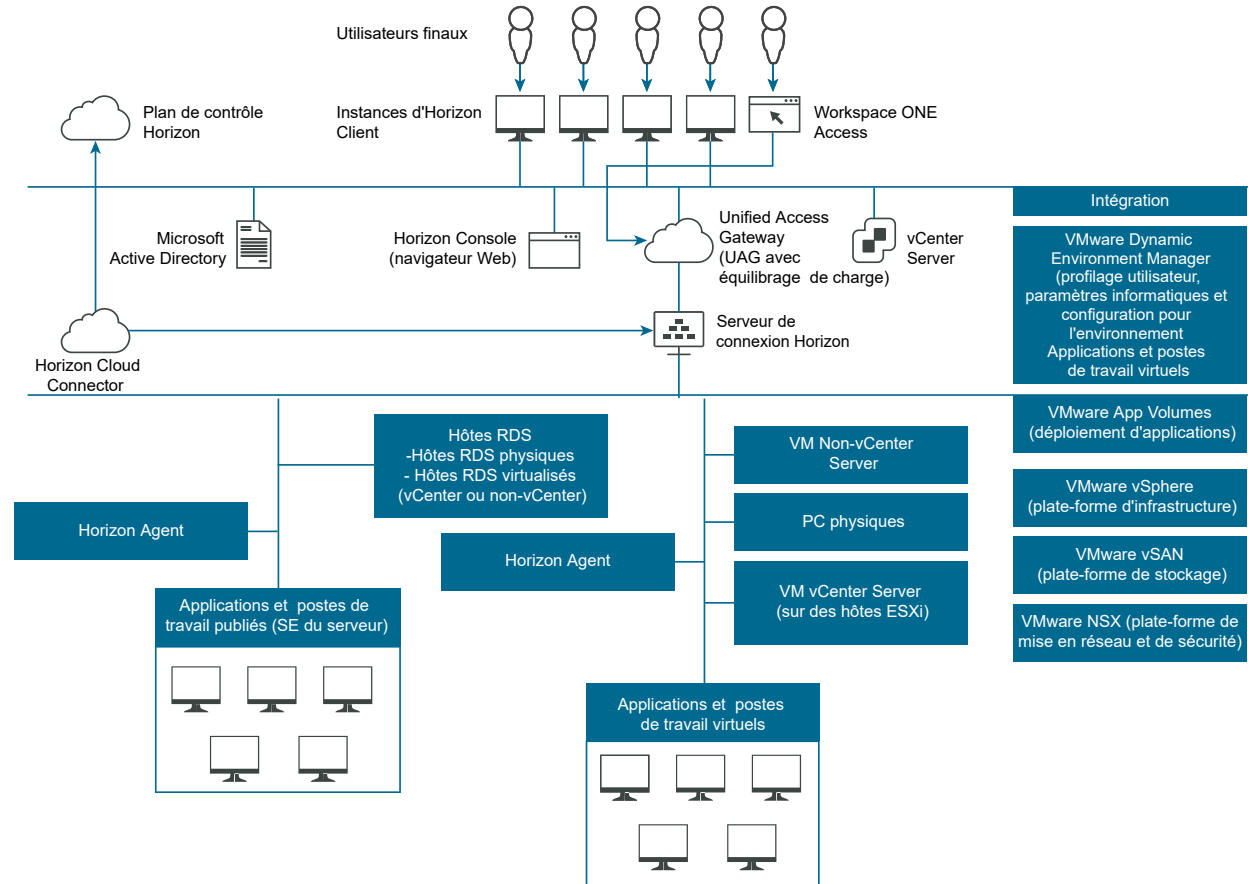 Utilisateurs finaux
Plan de contrôle
Horizon
Instances d'Horizon
Client
Workspace ONE
Access
Microsoft
Active Directory
Horizon Console
(navigateur Web)
Unified Access
Gateway
(UAG avec
équilibrage de charge)
vCenter
Server
Horizon Cloud
Connector
Serveur de
connexion Horizon
Intégration
VMware Dynamic
Environment Manager
(profilage utilisateur,
paramètres informatiques et
configuration pour
l'environnement
Applications et postes
de travail virtuels
VMware App Volumes
(déploiement d'applications)
VMware vSphere
(plate-forme d'infrastructure)
VMware vSAN
(plate-forme de stockage)
VMware NSX (plate-forme de
mise en réseau et de sécurité)
Hôtes RDS
-Hôtes RDS physiques
- Hôtes RDS virtualisés
(vCenter ou non-vCenter)
Horizon Agent
Applications et postes de
travail publiés (SE du serveur)
VM Non-vCenter
Server
PC physiques
Horizon Agent
VM vCenter Server
(sur des hôtes ESXi)
Applications et postes
de travail virtuels